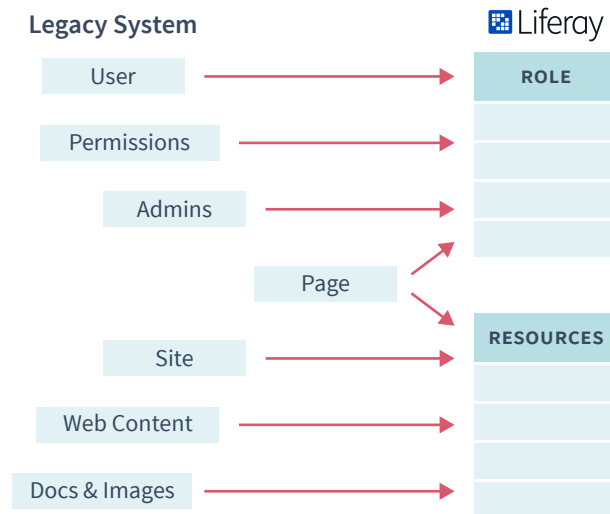 Legacy System
Liferay
User
ROLE
Permissions
Admins
Page
RESOURCES
Site
Web Content
Docs & Images